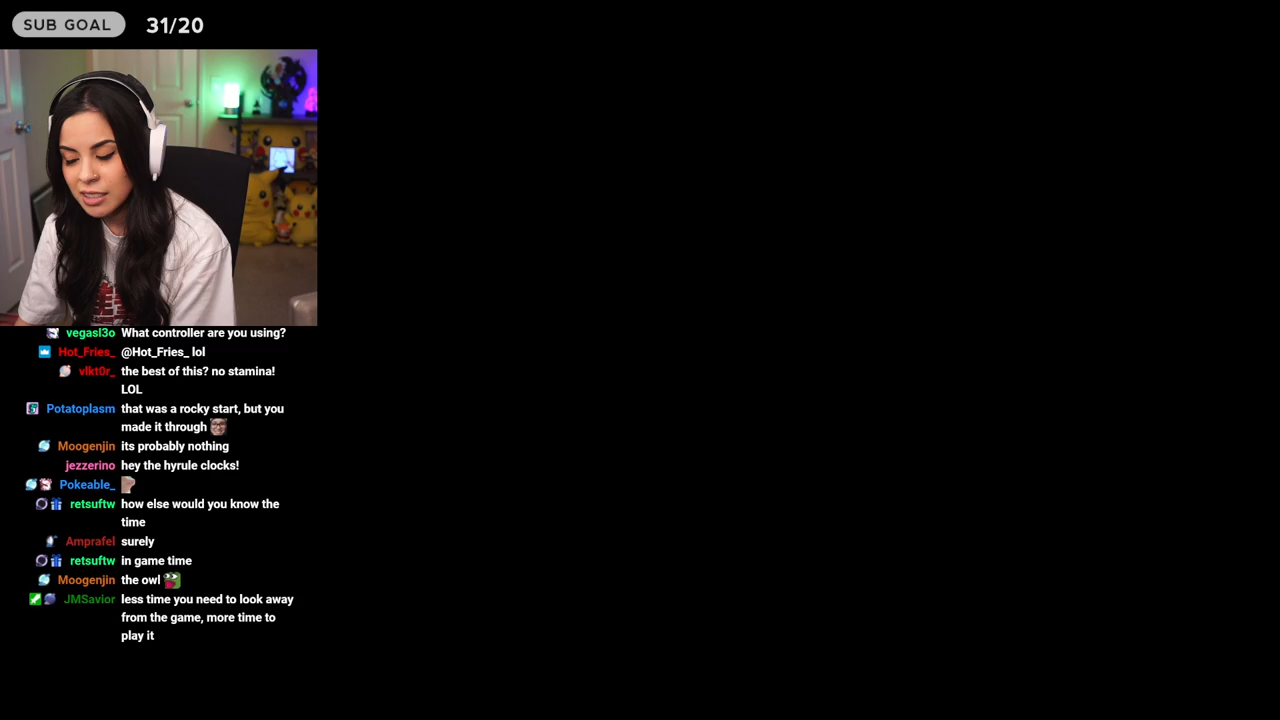 SUB GOAL 31/20
vegasl3o What controller are you using?
Hot_Fries_ @Hot_Fries_ lol
vlkt0r_ the best of this? no stamina!
LOL
Potatoplasm that was a rocky start, but you
made it through
Moogenjin its probably nothing
jezzerino hey the hyrule clocks!
Pokeable_
retsuftw how else would you know the
time
Amprafel surely
retsuftw in game time
Moogenjin the owl
JMSavior less time you need to look away
from the game, more time to
play it